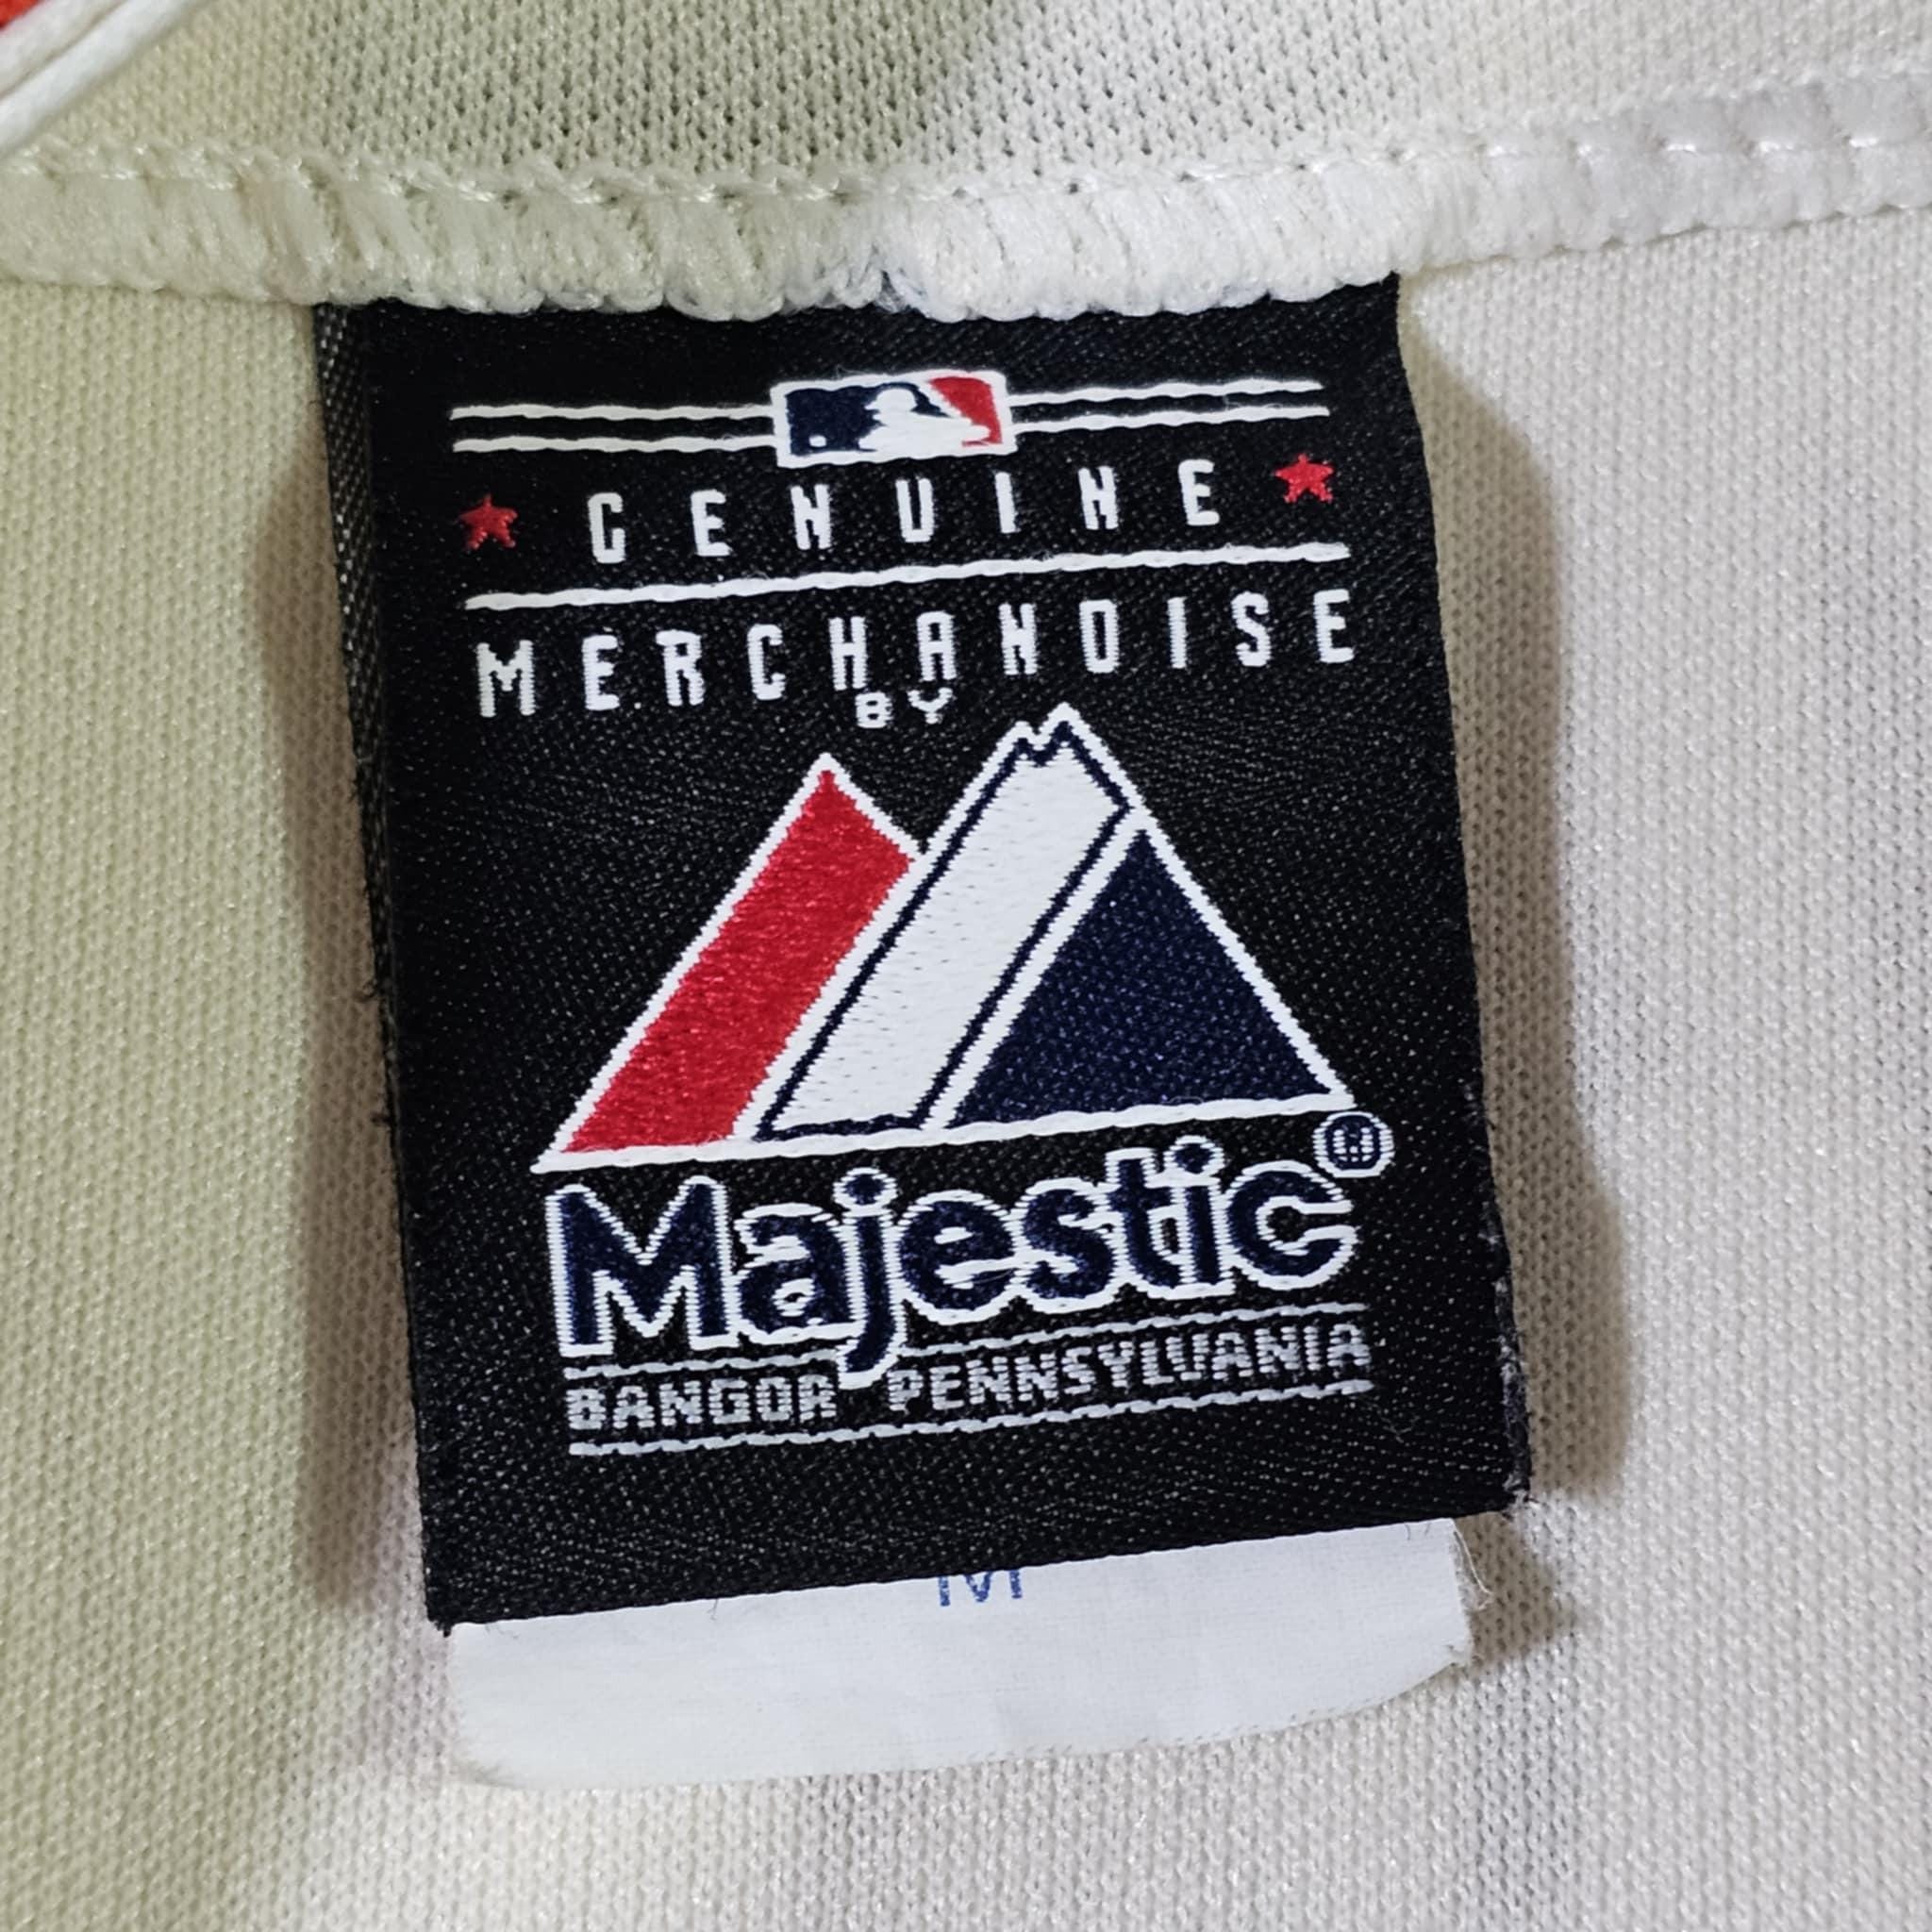 GENUINE
MERCHANDISE
BY
Majestic®
BANGOR PENNSYLVANIA
M